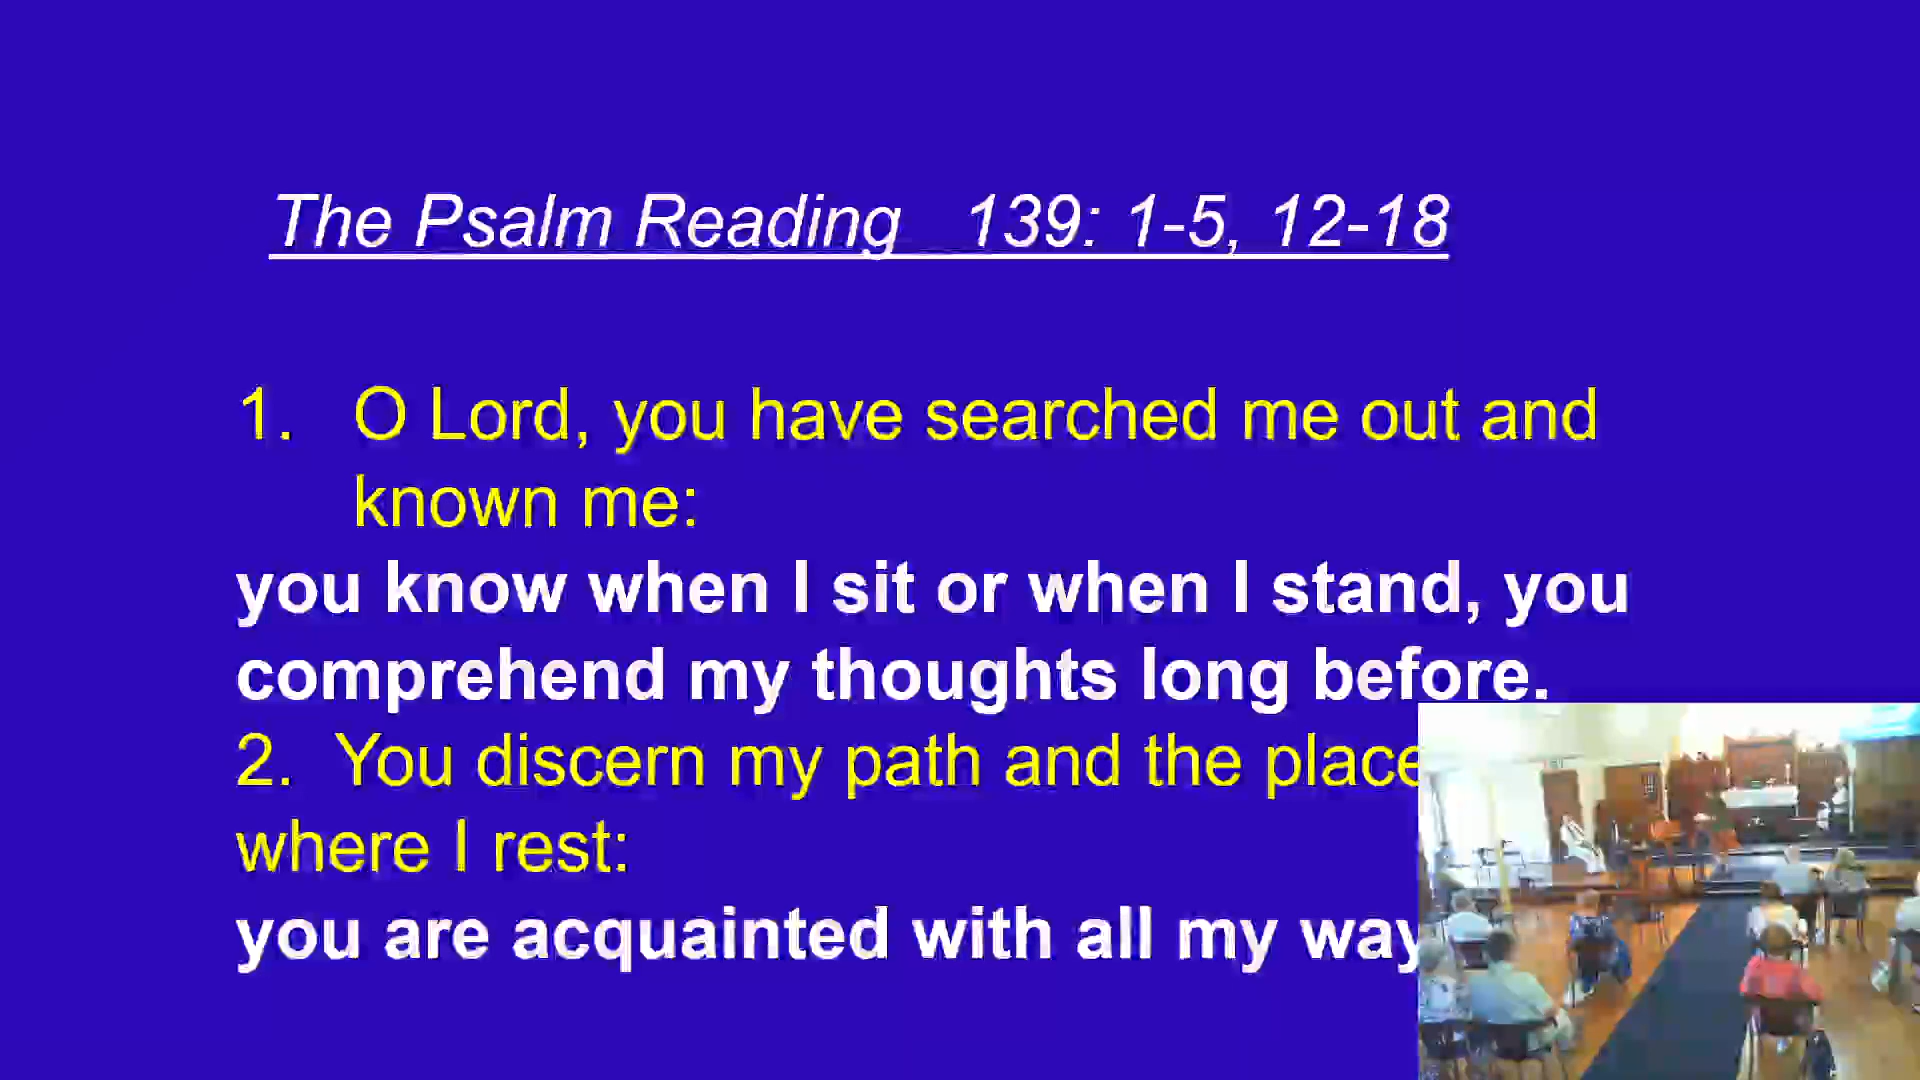 The Psalm Reading 139: 1-5, 12-18
1. O Lord, you have searched me out and
known me:
you know when I sit or when I stand, you
comprehend my thoughts long before.
2. You discern my path and the place
where I rest:
you are acquainted with all my way